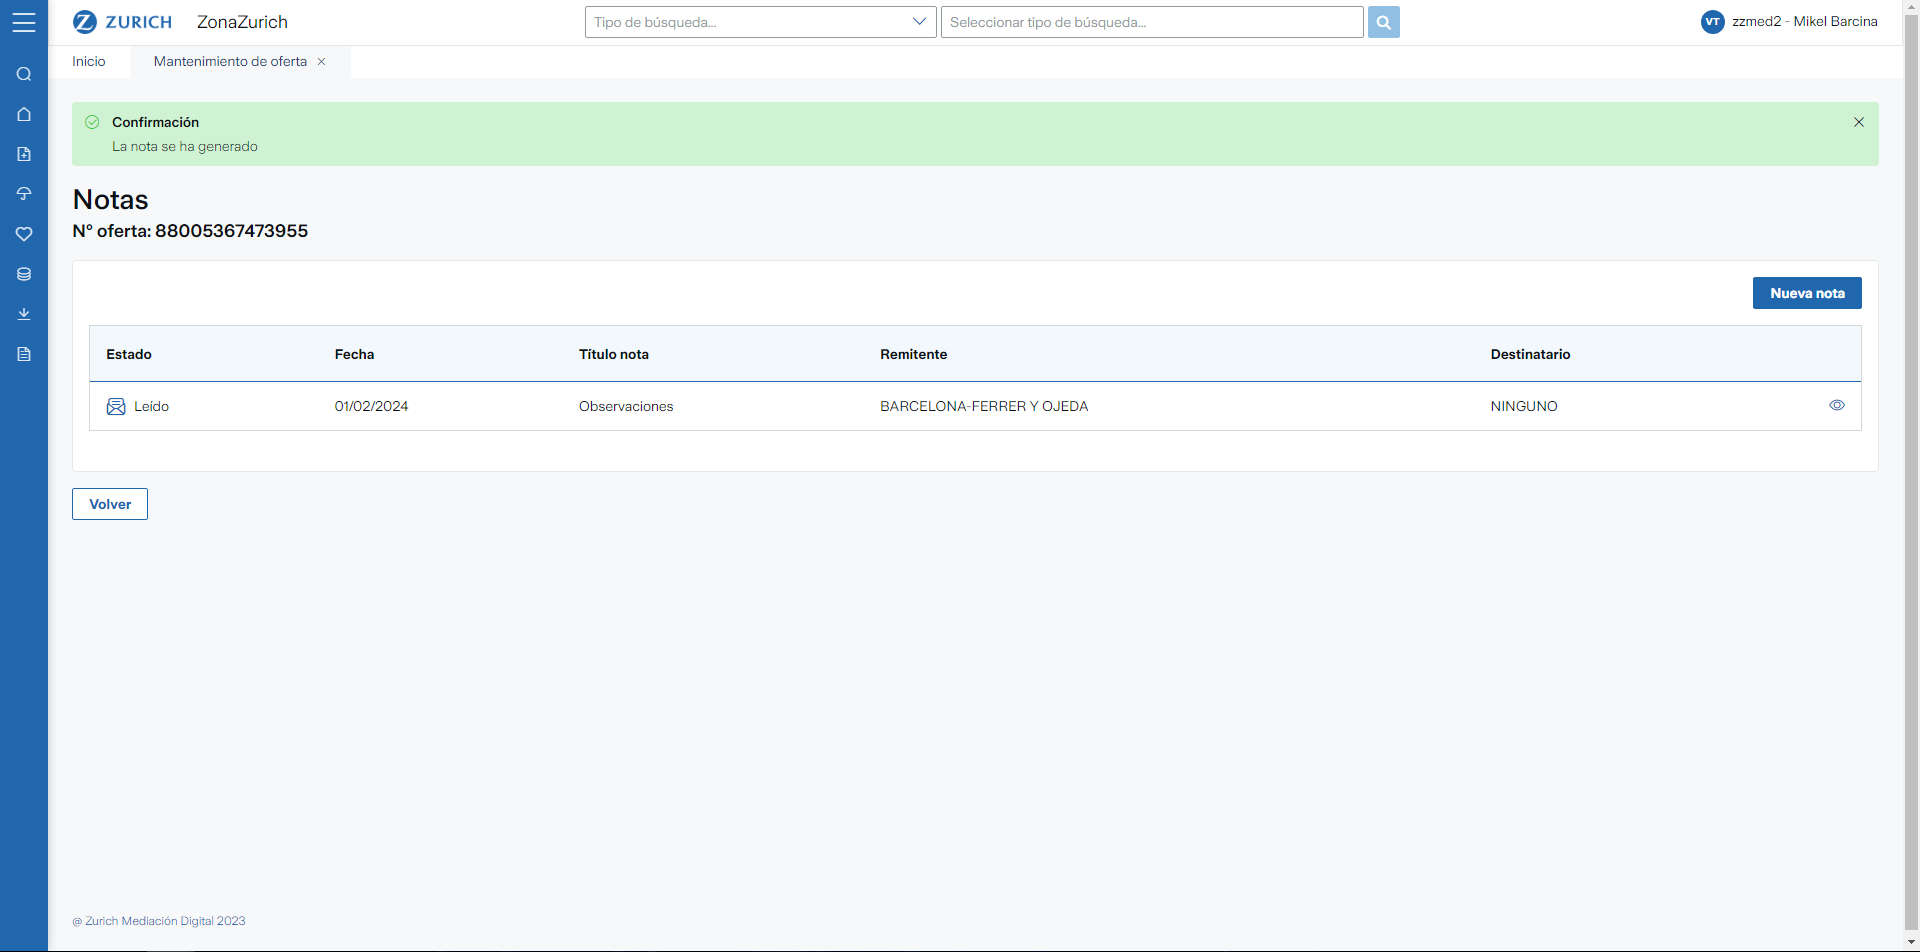 ZURICH ZonaZurich Tipo de búsqueda... Seleccionar tipo de búsqueda... VT zzmed2 - Mikel Barcina
Inicio Mantenimiento de oferta
Confirmación
La nota se ha generado
Notas
Nº oferta: 88005367473955
Nueva nota
Estado Fecha Título nota Remitente Destinatario
Leído 01/02/2024 Observaciones BARCELONA-FERRER Y OJEDA NINGUNO
Volver
@ Zurich Mediación Digital 2023